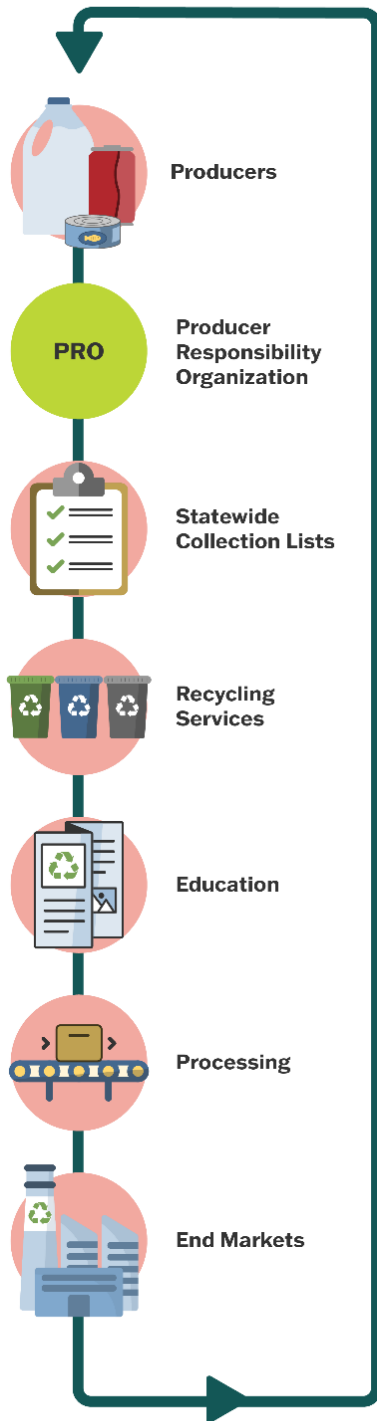 Producers
PRO
Producer
Responsibility
Organization
Statewide
Collection Lists
Recycling
Services
Education
Processing
End Markets